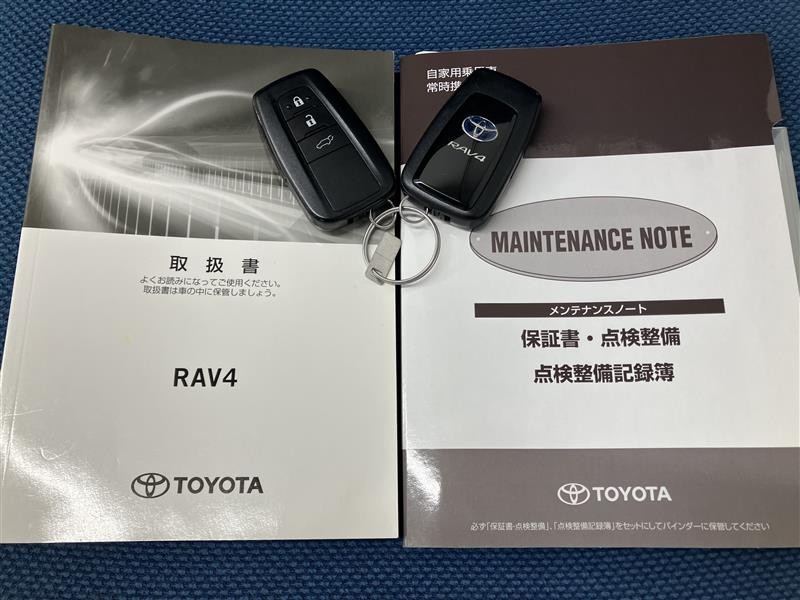 取扱書
よくお読みになってご使用ください。
取扱書は車の中に保管しましょう。
RAV4
TOYOTA
RAV4
自家用乗用車
常時携
MAINTENANCE NOTE
メンテナンスノート
保証書・点検整備
点検整備記録簿
TOYOTA
必ず「保証書・点検整備」、「点検整備記録簿」をセットにしてバインダーに保管してください